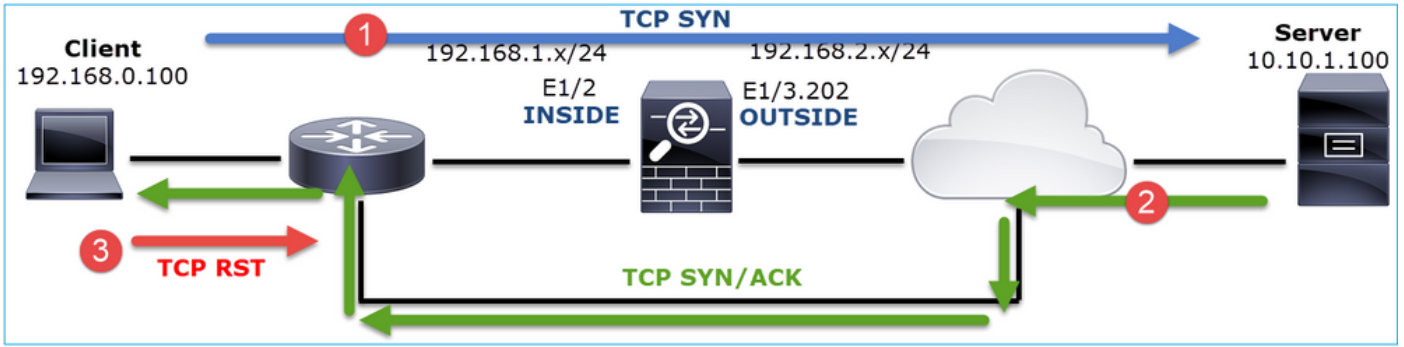 TCP SYN
1
Client
192.168.0.100
192.168.1.x/24
192.168.2.x/24
Server
10.10.1.100
E1/2
INSIDE
E1/3.202
OUTSIDE
2
3
TCP RST
TCP SYN/ACK